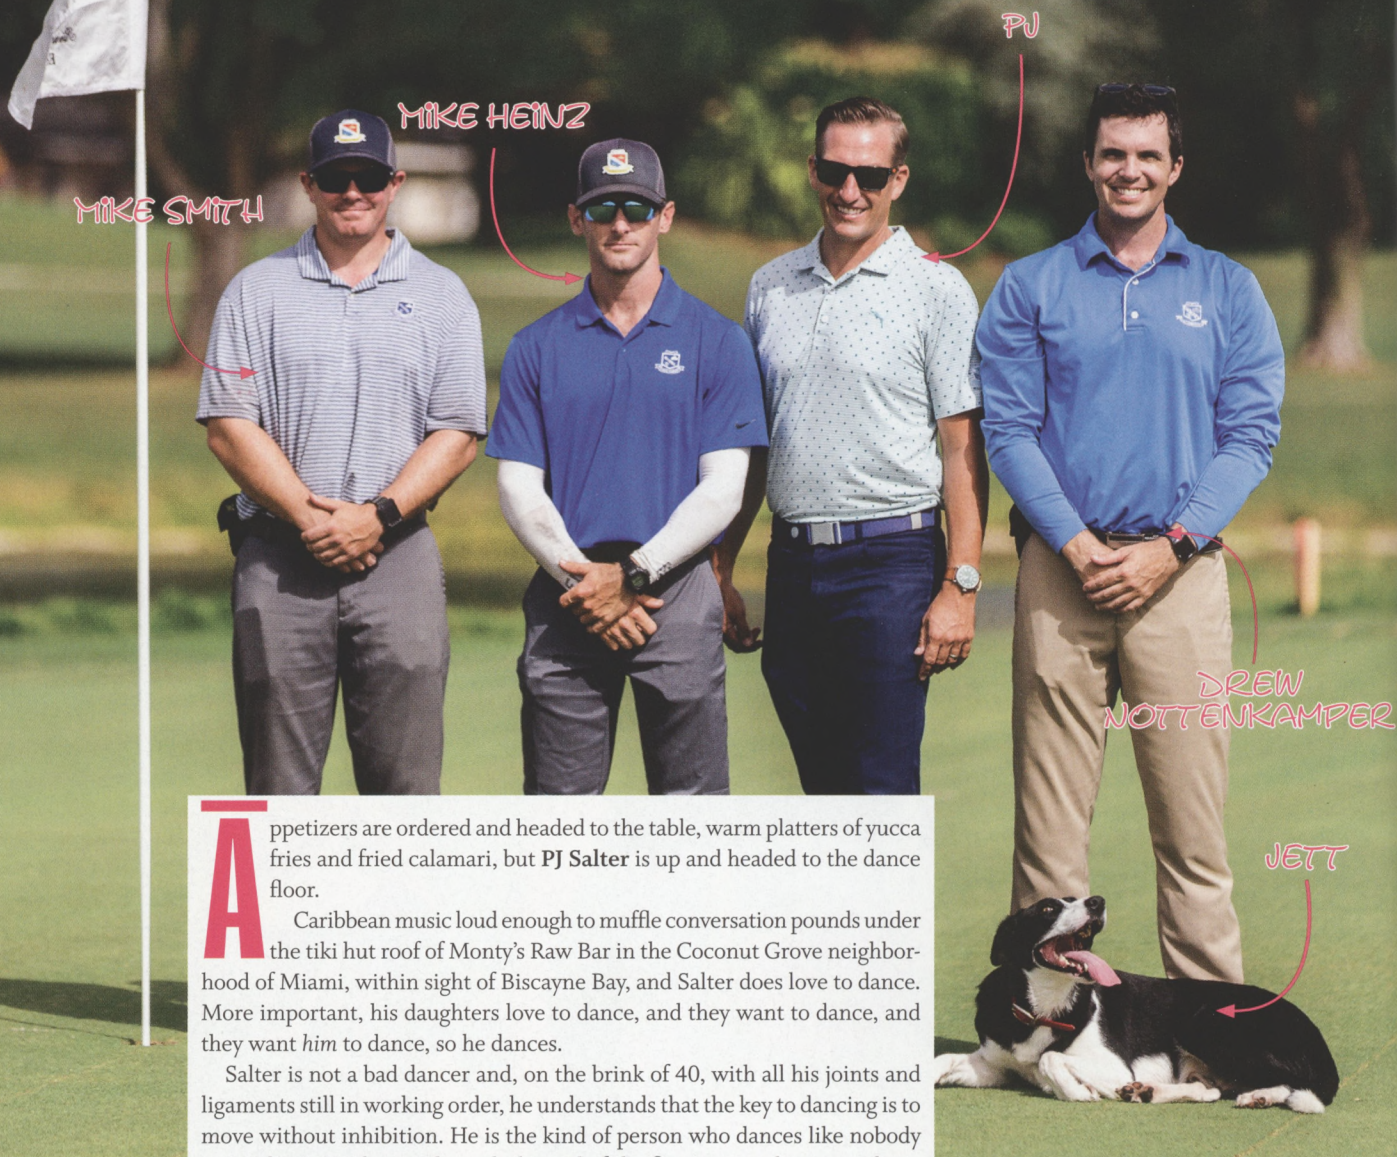 PJ
MIKE HEINZ
MIKE SMITH
DREW
NOTTENKAMPER
JETT
Appetizers are ordered and headed to the table, warm platters of yucca
fries and fried calamari, but PJ Salter is up and headed to the dance
floor.
Caribbean music loud enough to muffle conversation pounds under
the tiki hut roof of Monty's Raw Bar in the Coconut Grove neighbor-
hood of Miami, within sight of Biscayne Bay, and Salter does love to dance.
More important, his daughters love to dance, and they want to dance, and
they want him to dance, so he dances.
Salter is not a bad dancer and, on the brink of 40, with all his joints and
ligaments still in working order, he understands that the key to dancing is to
move without inhibition. He is the kind of person who dances like nobody